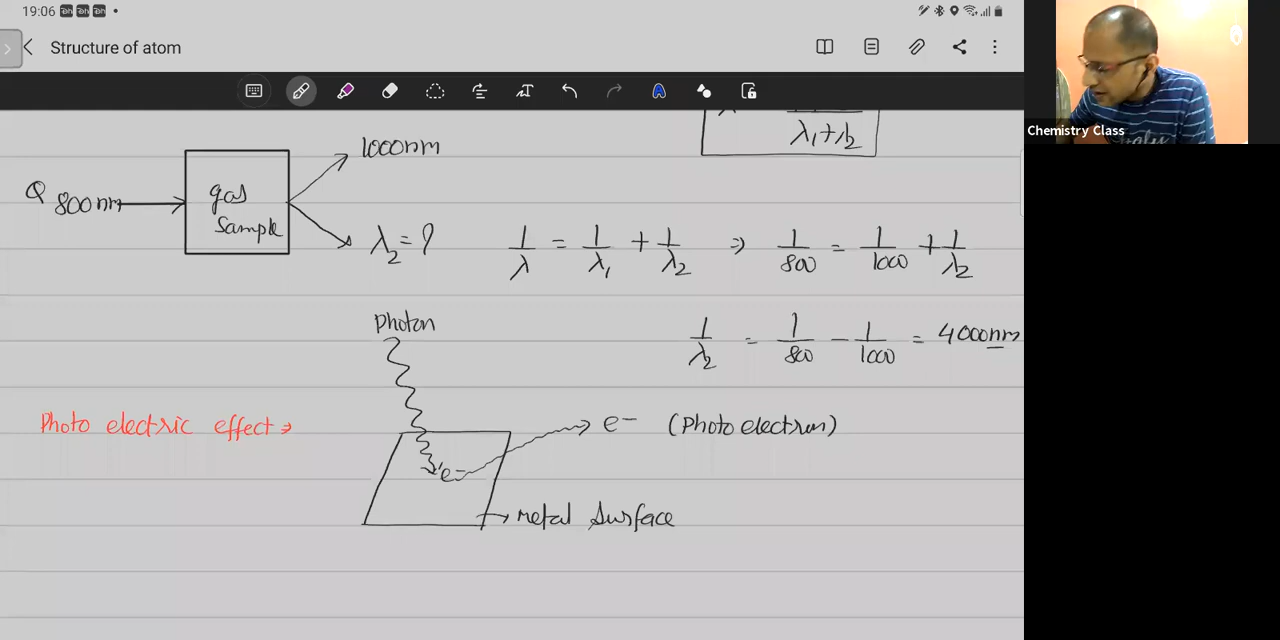 19:06
Structure of atom
Chemistry Class
λ1+λ2
1000nm
Q 800 nm
gas
sample
λ2=?
1/λ = 1/λ1 + 1/λ2 ⇒ 1/800 = 1/1000 + 1/λ2
Photon
1/λ2 = 1/800 - 1/1000 = 4000nm
Photo electric effect→
e- (Photo electron)
e-
metal surface